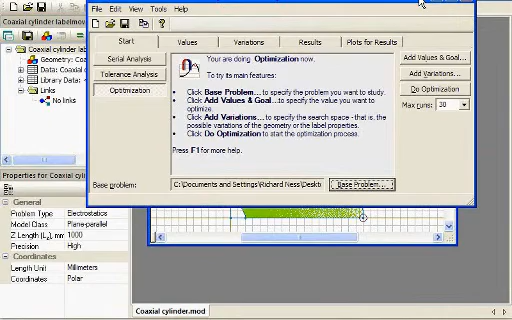 Coaxial cylinder labelmov
Coaxial cylinder
Geometry: Coaxi
Data: Coaxial cyl
Library Data: <N
Links
No links
Properties for Coaxial cylinder
General
Problem Type Electrostatics
Model Class Plane-parallel
Z Length (Lz), mm 1000
Precision High
Coordinates
Length Unit Millimeters
Coordinates Polar
File Edit View Tools Help
Start Values Variations Results Plots for Results
Serial Analysis
Tolerance Analysis
Optitimization
You are doing Optimization now.
To try its main features:
Click Base Problem... to specify the problem you want to study.
Click Add Values & Goal... to specify the value you want to
optimize.
Click Add Variations... to specify the search space - that is, the
possible variations of the geometry or the label properties.
Click Do Optimization to start the optimization process.
Press F1 for more help.
Add Values & Goal...
Add Variations...
Do Optimization
Max runs: 30
Base problem: C:\Documents and Settings\Richard Ness\Deskt
Base Problem...
Coaxial cylinder.mod